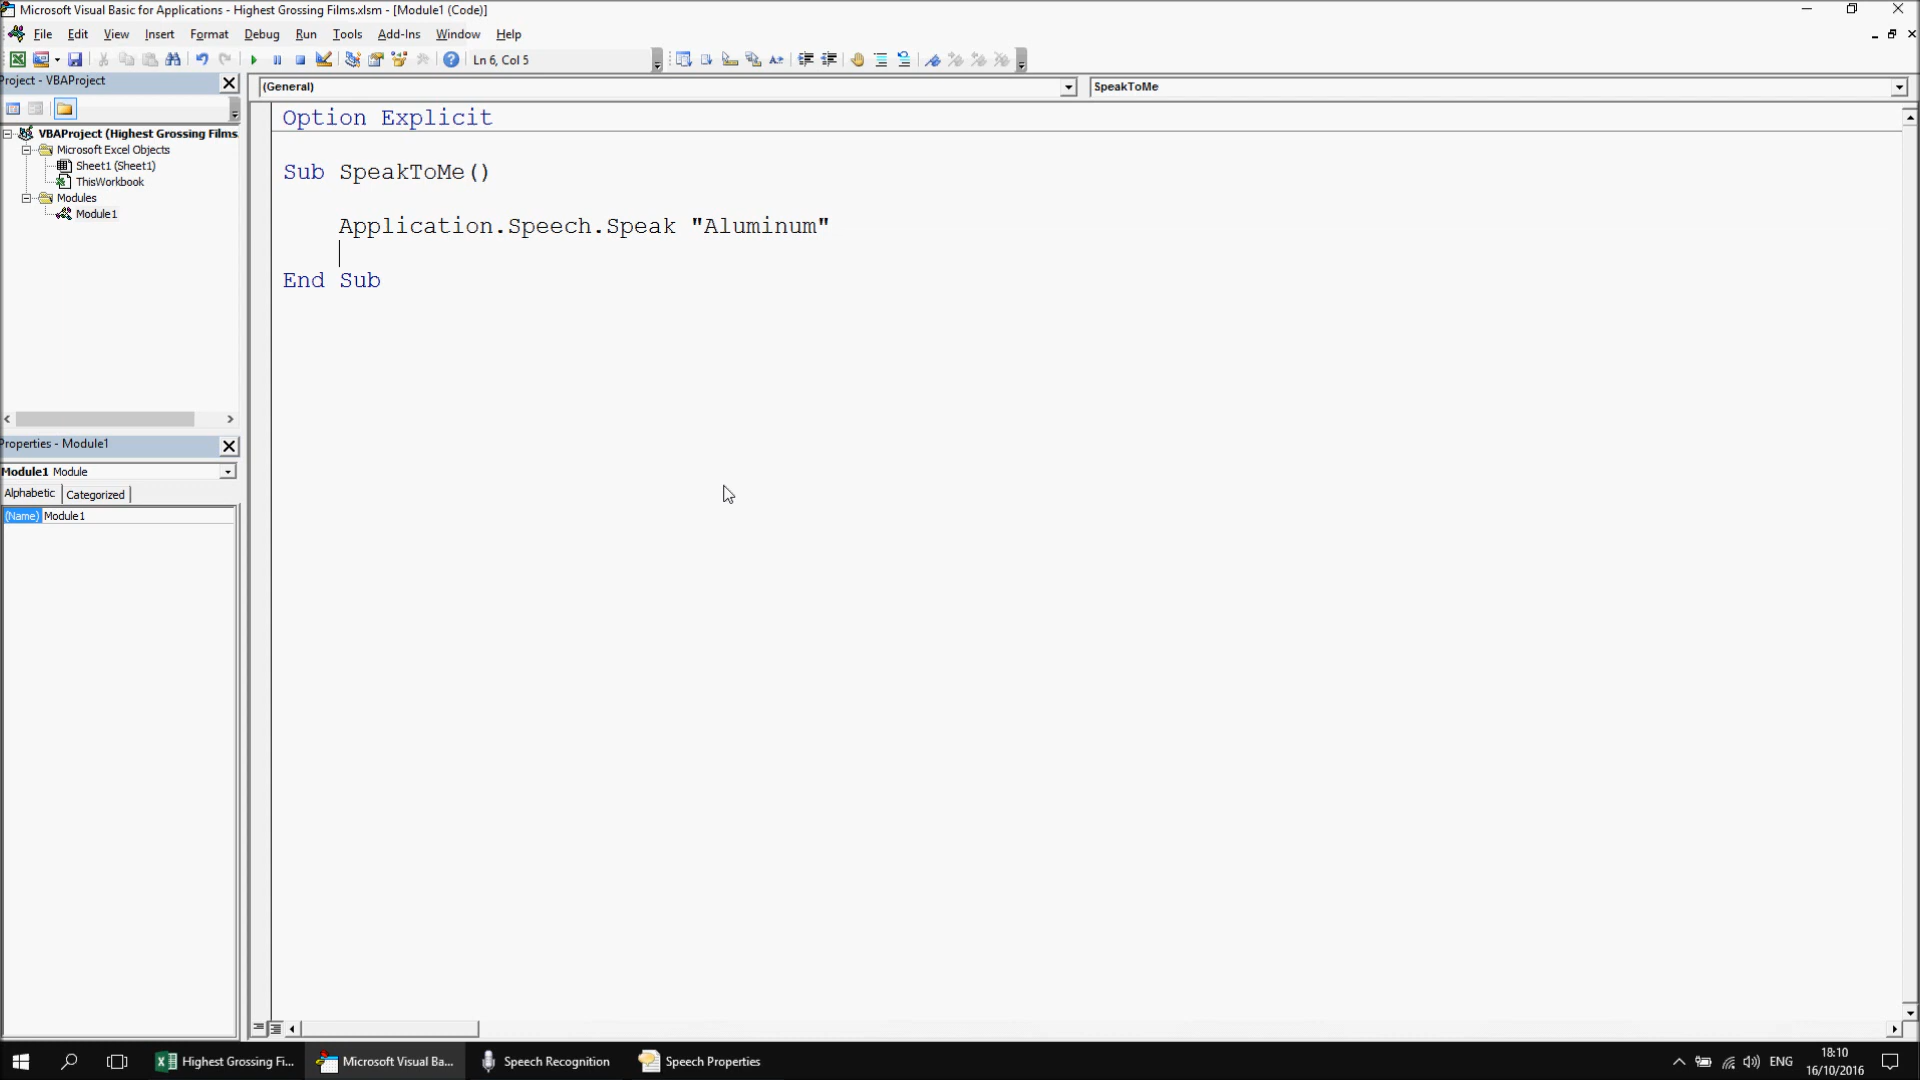 Microsoft Visual Basic for Applications - Highest Grossing Films.xlsm - [Module1 (Code)]
File Edit View Insert Format Debug Run Tools Add-Ins Window Help
Ln 6, Col 5
Project - VBAProject
(General)
SpeakToMe
VBAProject (Highest Grossing Films
Microsoft Excel Objects
Sheet1 (Sheet1)
ThisWorkbook
Modules
Module1
Option Explicit
Sub SpeakToMe()
Application.Speech.Speak "Aluminum"
End Sub
Properties - Module1
Module1 Module
Alphabetic Categorized
(Name) Module1
Highest Grossing Fi...
Microsoft Visual Ba...
Speech Recognition
Speech Properties
ENG
18:10
16/10/2016